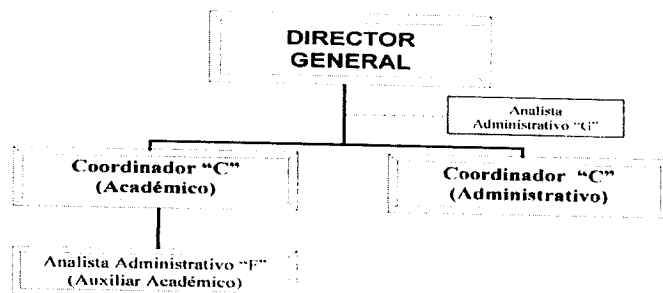 DIRECTOR
GENERAL
Analista
Administrativo "G"
Coordinador "C"
(Académico)
Coordinador "C"
(Administrativo)
Analista Administrativo "F"
(Auxiliar Académico)